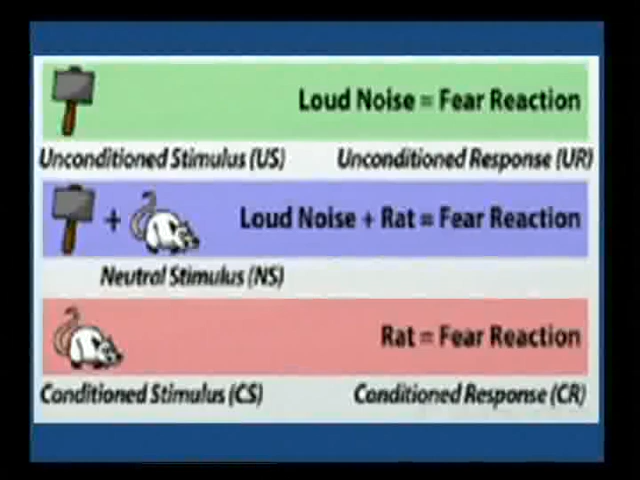 Loud Noise = Fear Reaction
Unconditioned Stimulus (US) Unconditioned Response (UR)
+ Loud Noise + Rat = Fear Reaction
Neutral Stimulus (NS)
Rat = Fear Reaction
Conditioned Stimulus (CS) Conditioned Response (CR)